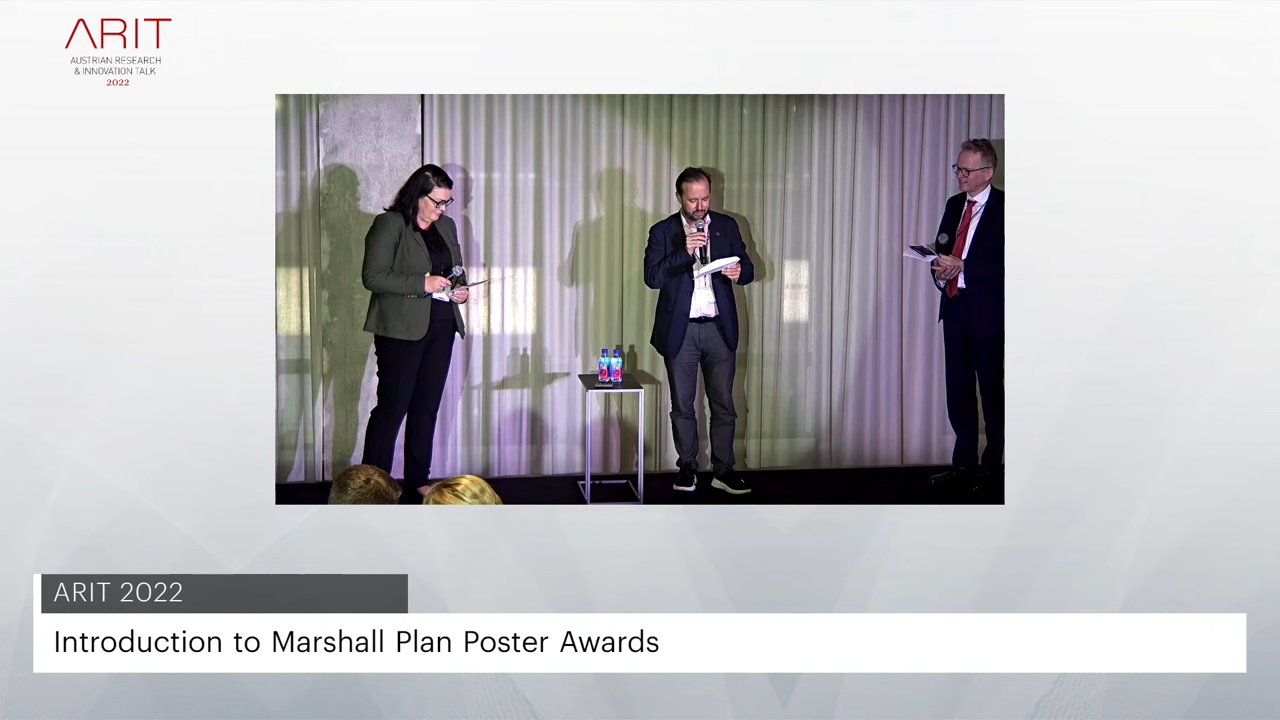 ARIT
AUSTRIAN RESEARCH
& INNOVATION TALK
2022
ARIT 2022
Introduction to Marshall Plan Poster Awards